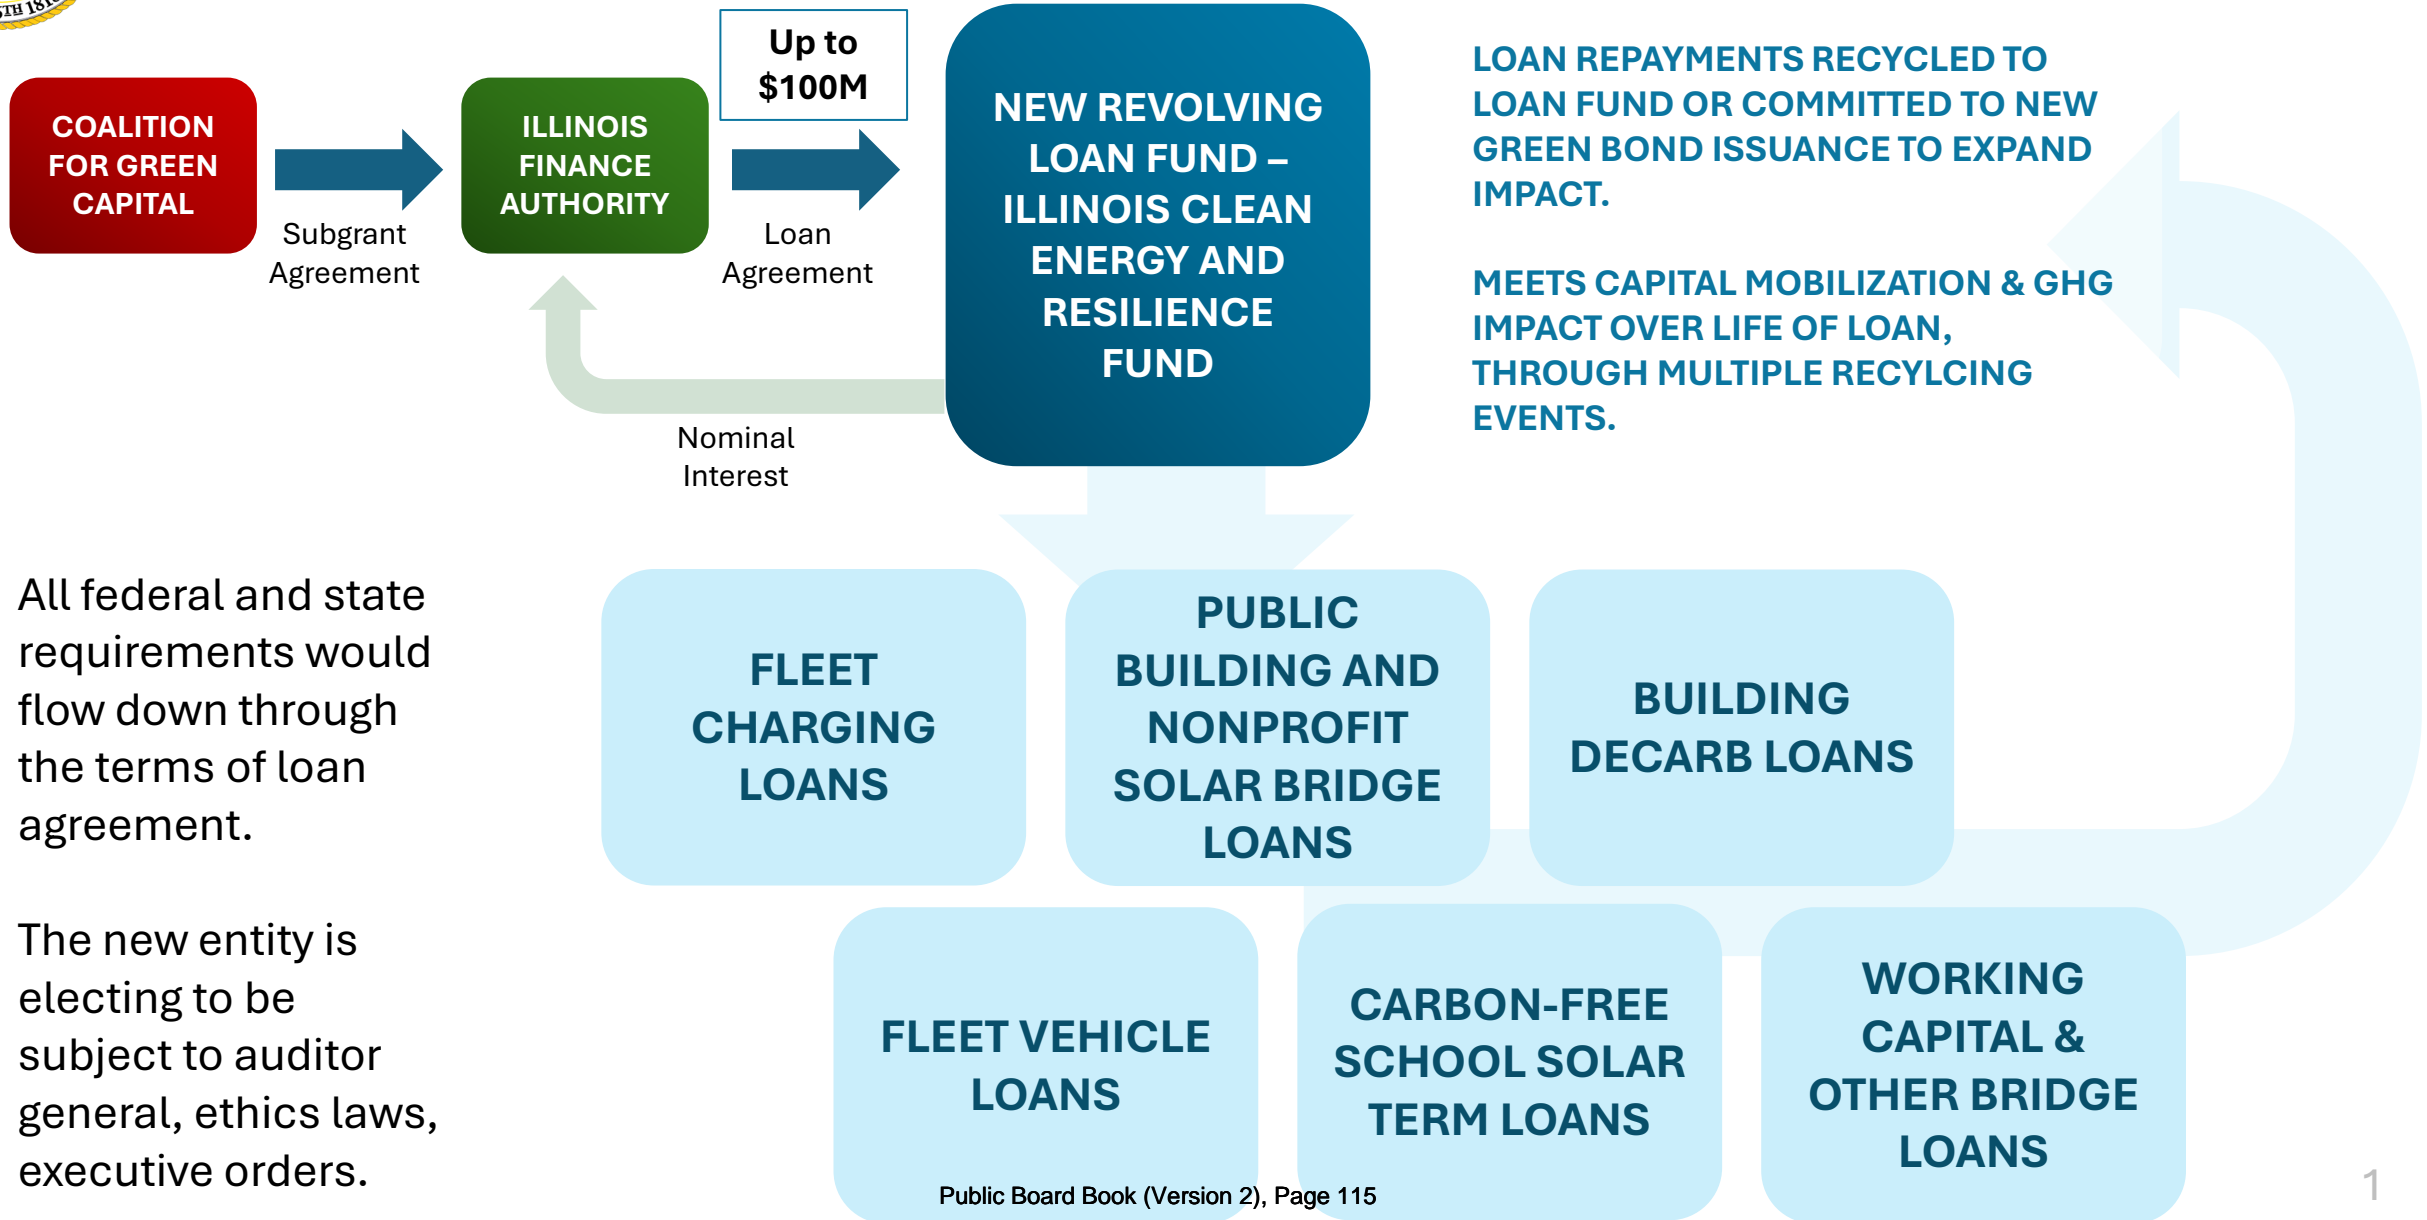 5TH 1818
COALITION
FOR GREEN
CAPITAL
Subgrant
Agreement
ILLINOIS
FINANCE
AUTHORITY
Up to
$100M
Loan
Agreement
Nominal
Interest
NEW REVOLVING
LOAN FUND –
ILLINOIS CLEAN
ENERGY AND
RESILIENCE
FUND
LOAN REPAYMENTS RECYCLED TO
LOAN FUND OR COMMITTED TO NEW
GREEN BOND ISSUANCE TO EXPAND
IMPACT.
MEETS CAPITAL MOBILIZATION & GHG
IMPACT OVER LIFE OF LOAN,
THROUGH MULTIPLE RECYLCING
EVENTS.
All federal and state
requirements would
flow down through
the terms of loan
agreement.
The new entity is
electing to be
subject to auditor
general, ethics laws,
executive orders.
FLEET
CHARGING
LOANS
PUBLIC
BUILDING AND
NONPROFIT
SOLAR BRIDGE
LOANS
BUILDING
DECARB LOANS
FLEET VEHICLE
LOANS
CARBON-FREE
SCHOOL SOLAR
TERM LOANS
WORKING
CAPITAL &
OTHER BRIDGE
LOANS
Public Board Book (Version 2), Page 115
1